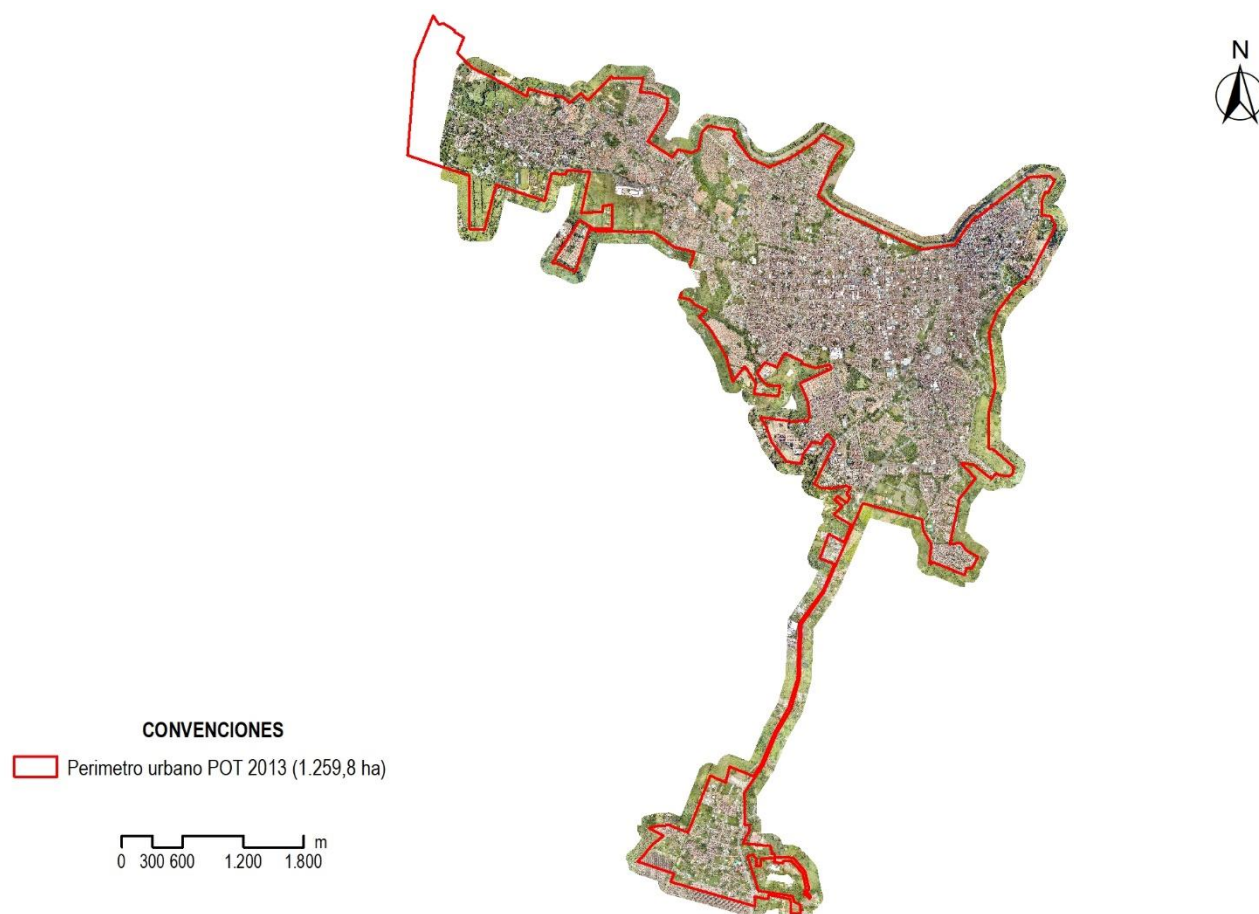 N
CONVENCIONES
Perimetro urbano POT 2013 (1.259,8 ha)
m
0 300 600 1.200 1.800